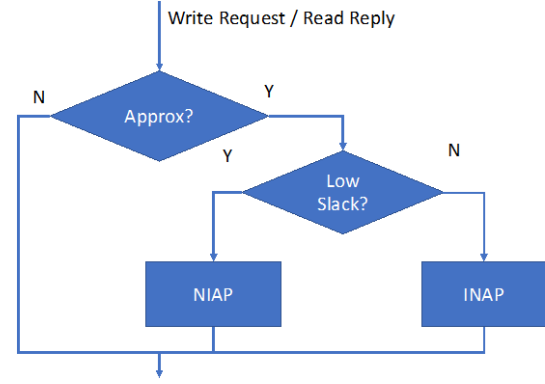 Write Request / Read Reply
N
Y
Approx?
Y
N
Low
Slack?
NIAP
INAP